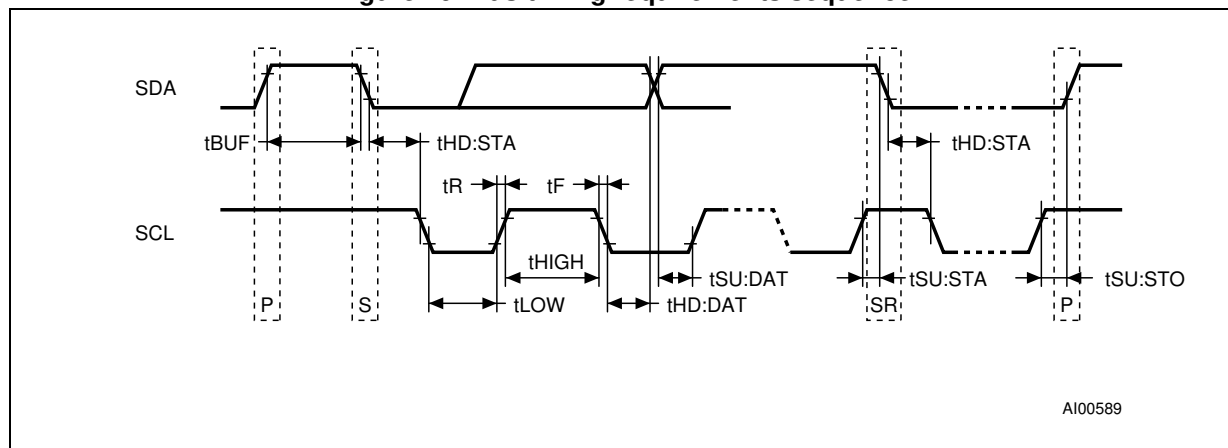 SDA
tBUF
tHD:STA
tHD:STA
tR
tF
SCL
tHIGH
tSU:DAT
tSU:STA
tSU:STO
P
S
tLOW
tHD:DAT
SR
P
AI00589